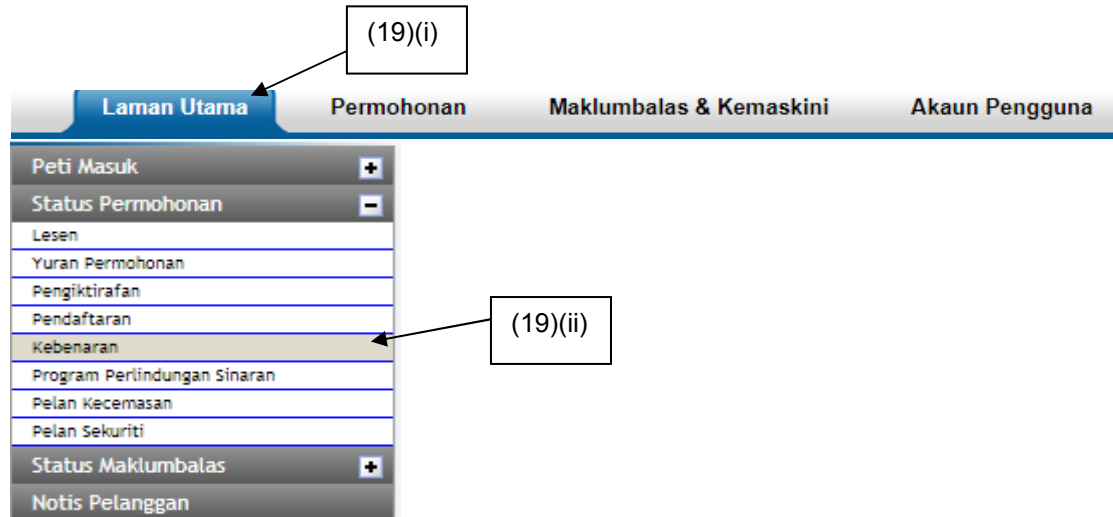 (19)(i)
Laman Utama Permohonan Maklumbalas & Kemaskini Akaun Pengguna
Peti Masuk
Status Permohonan
Lesen
Yuran Permohonan
Pengiktirafan
Pendaftaran
(19)(ii)
Kebenaran
Program Perlindungan Sinaran
Pelan Kecemasan
Pelan Sekuriti
Status Maklumbalas
Notis Pelanggan